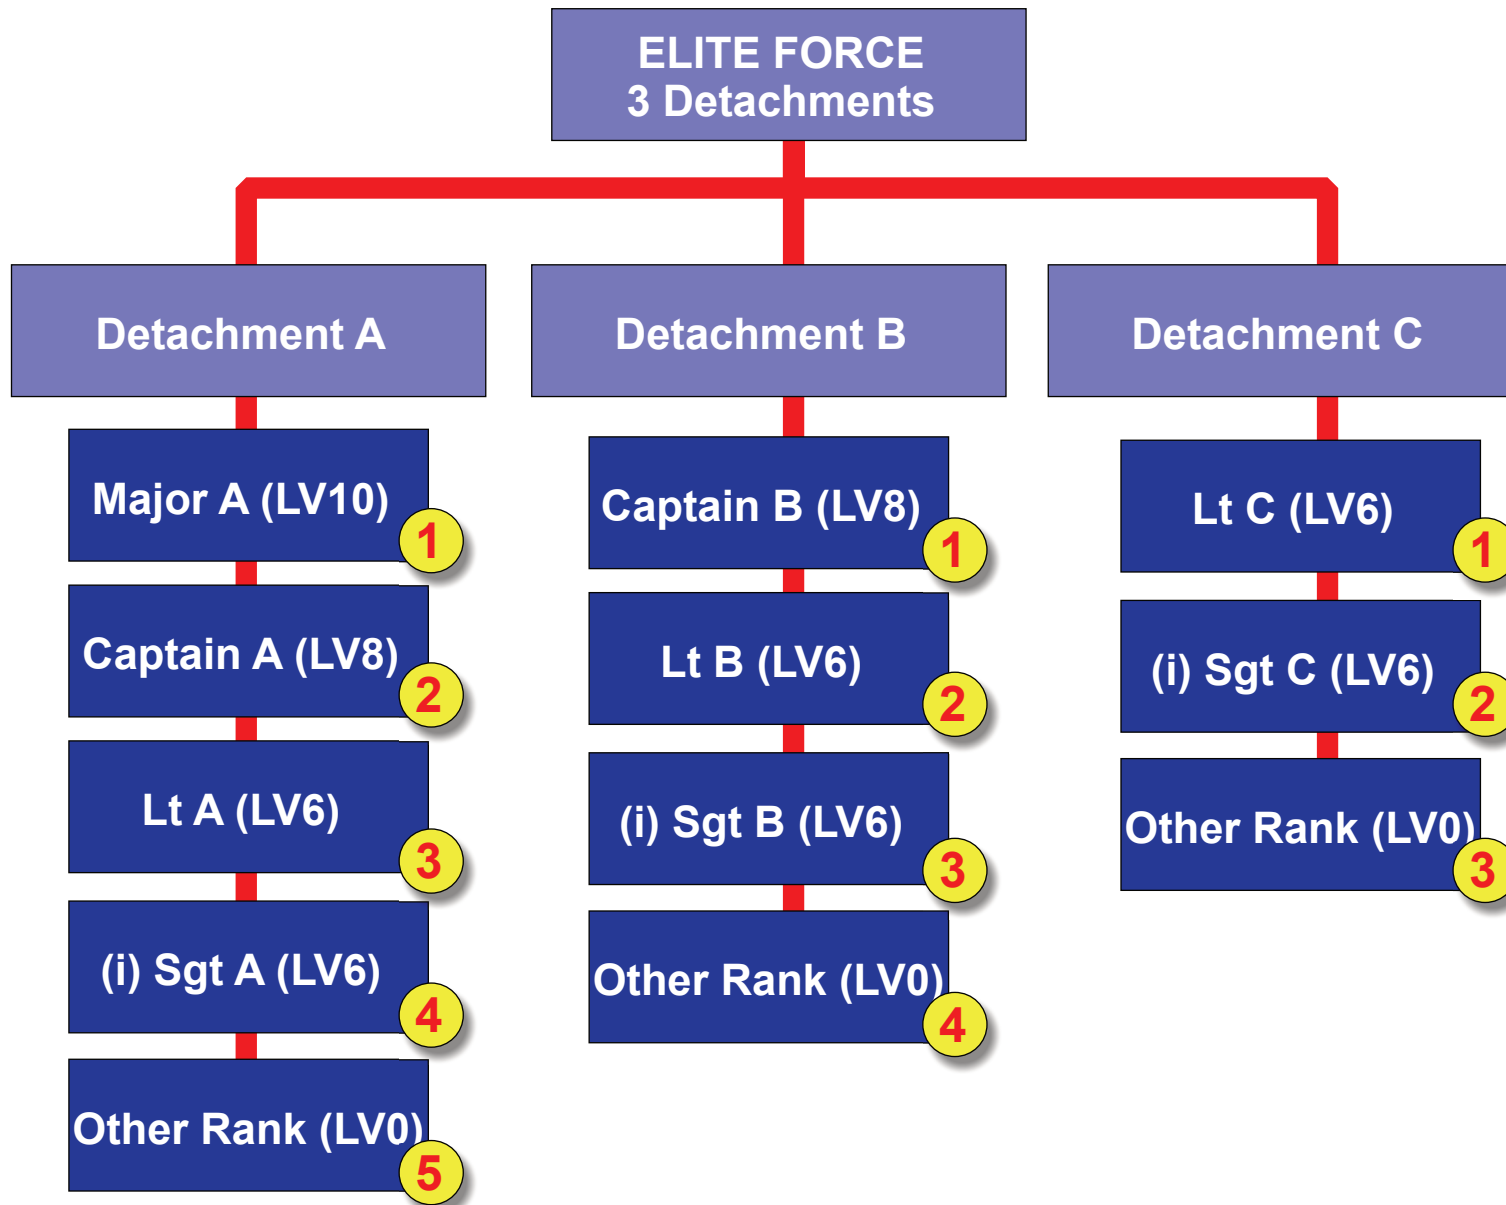 ELITE FORCE
3 Detachments
Detachment A
Major A (LV10)
1
Captain A (LV8)
2
Lt A (LV6)
3
(i) Sgt A (LV6)
4
Other Rank (LV0)
5
Detachment B
Captain B (LV8)
1
Lt B (LV6)
2
(i) Sgt B (LV6)
3
Other Rank (LV0)
4
Detachment C
Lt C (LV6)
1
(i) Sgt C (LV6)
2
Other Rank (LV0)
3